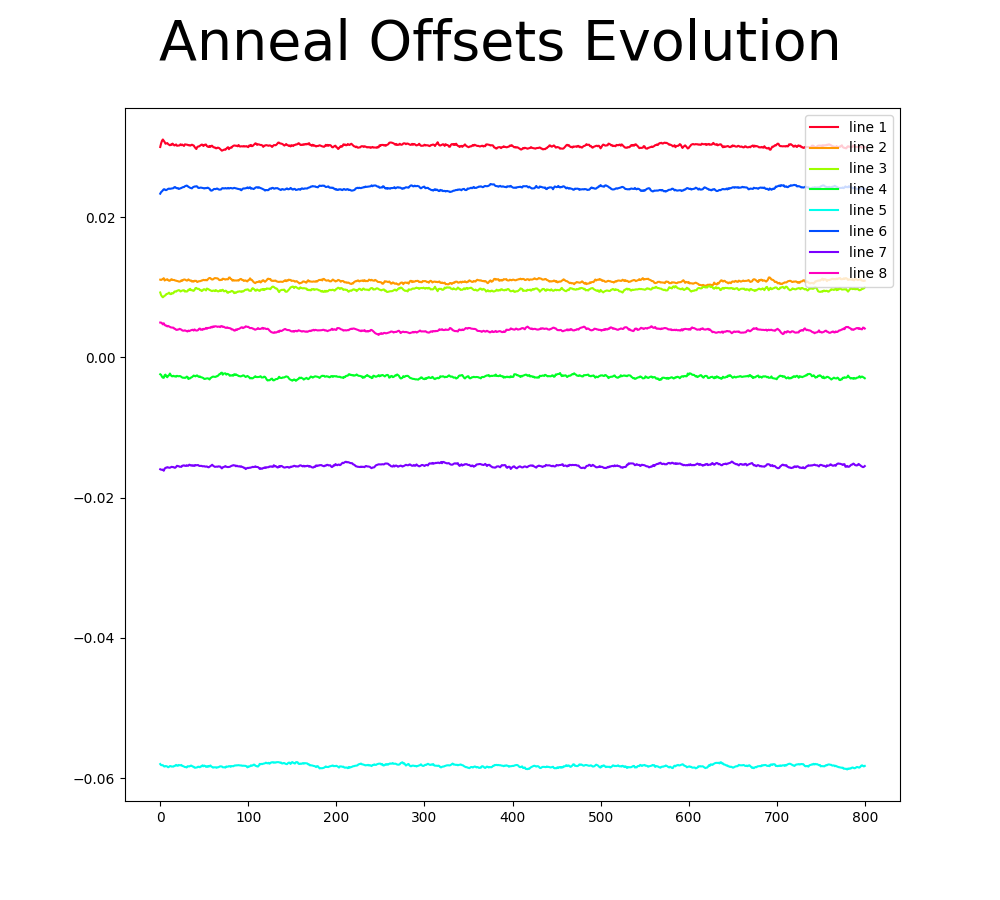 Anneal Offsets Evolution
line 1
line 2
line 3
line 4
line 5
line 6
line 7
line 8
0.02
0.00
−0.02
−0.04
−0.06
0 100 200 300 400 500 600 700 800